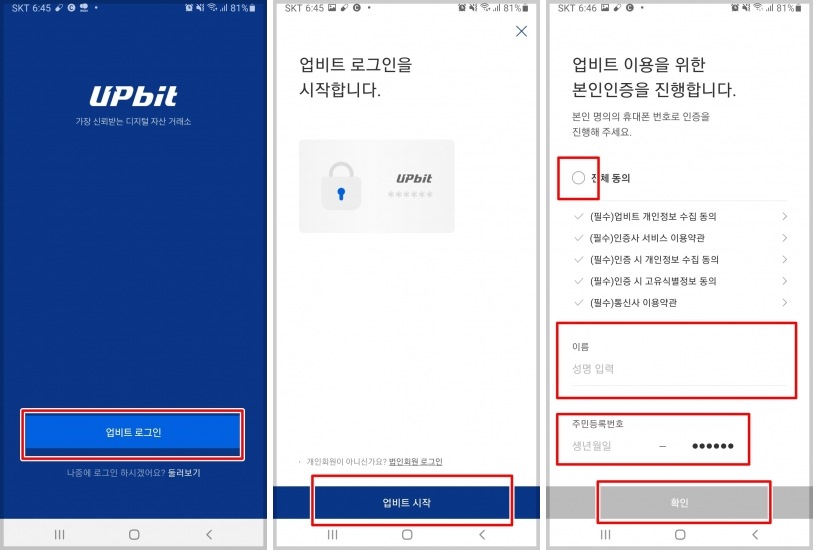 SKT 6:45
81%
UPbit
가장 신뢰받는 디지털 자산 거래소
업비트 로그인
나중에 로그인 하시겠어요? 둘러보기
SKT 6:45
81%
업비트 로그인을
시작합니다.
UPbit
******
개인회원이 아니신가요? 법인회원 로그인
업비트 시작
SKT 6:46
81%
업비트 이용을 위한
본인인증을 진행합니다.
본인 명의의 휴대폰 번호로 인증을
진행해 주세요.
전체 동의
(필수)업비트 개인정보 수집 동의
(필수)인증사 서비스 이용약관
(필수)인증 시 개인정보 수집 동의
(필수)인증 시 고유식별정보 동의
(필수)통신사 이용약관
이름
성명 입력
주민등록번호
생년월일 – ●●●●●●
확인